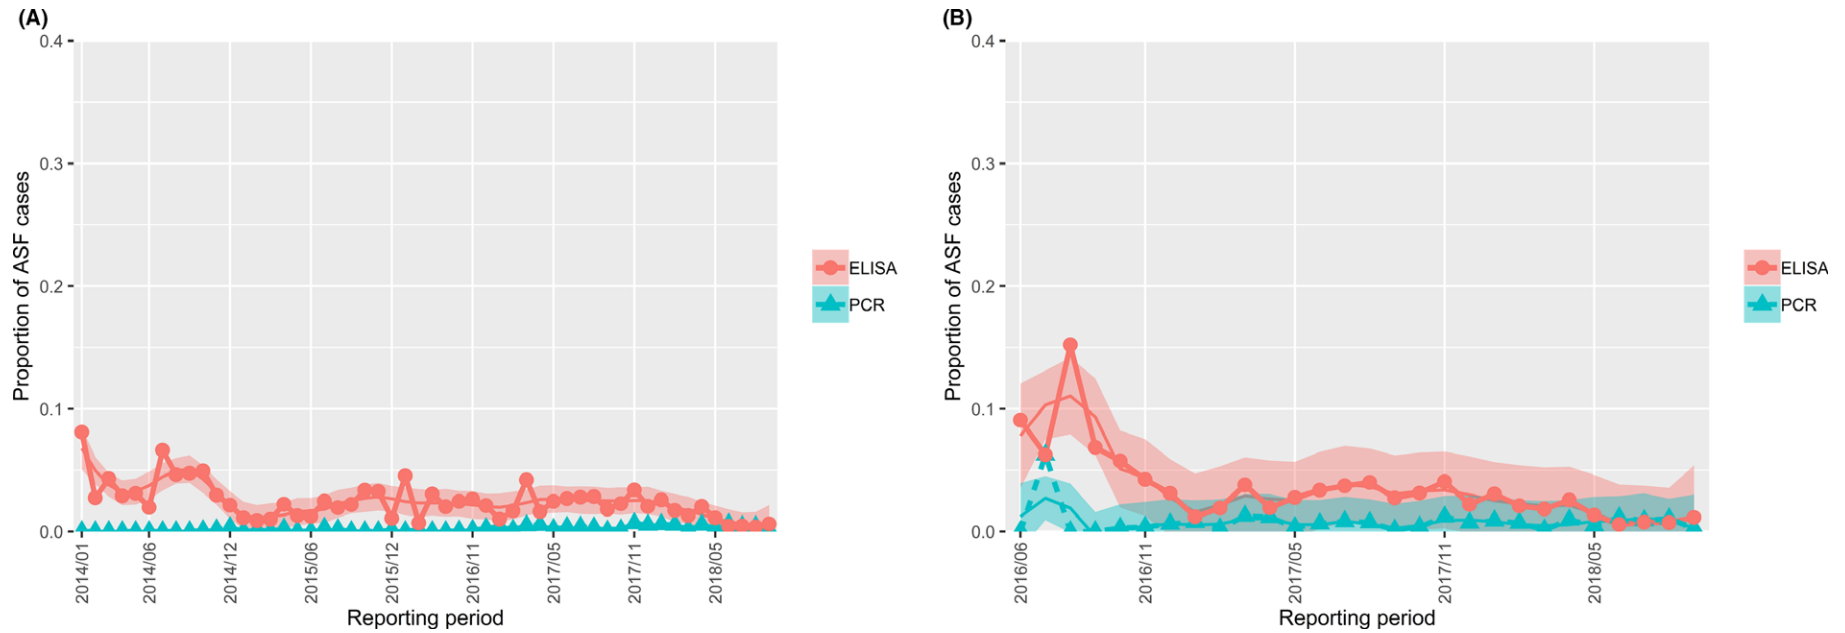 (A)
Proportion of ASF cases
0.4
0.3
0.2
0.1
0.0
2014/01
2014/06
2014/12
2015/06
2015/12
2016/11
2017/05
2017/11
2018/05
Reporting period
ELISA
PCR
(B)
Proportion of ASF cases
0.4
0.3
0.2
0.1
0.0
2016/06
2016/11
2017/05
2017/11
2018/05
Reporting period
ELISA
PCR